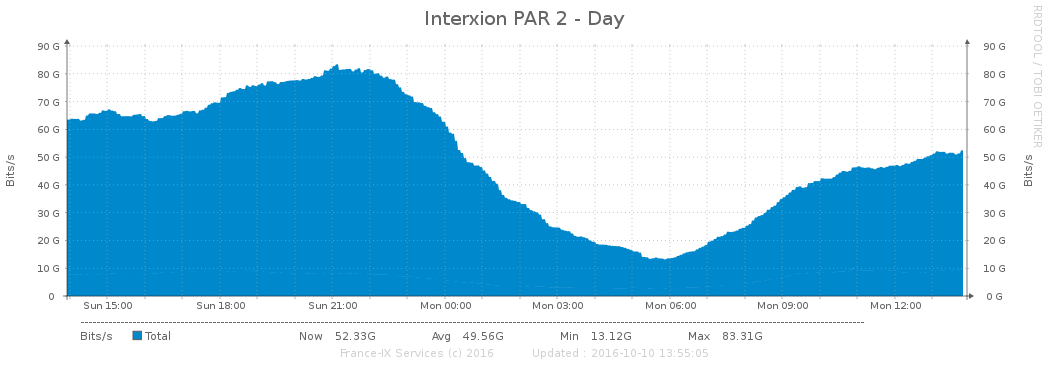 Interxion PAR 2 - Day
RRDTOOL / TOBI OETIKER
Bits/s
Bits/s
90 G 90 G
80 G 80 G
70 G 70 G
60 G 60 G
50 G 50 G
40 G 40 G
30 G 30 G
20 G 20 G
10 G 10 G
0 0 G
Sun 15:00 Sun 18:00 Sun 21:00 Mon 00:00 Mon 03:00 Mon 06:00 Mon 09:00 Mon 12:00
Bits/s Total Now 52.33G Avg 49.56G Min 13.12G Max 83.31G
France-IX Services (c) 2016 Updated : 2016-10-10 13:55:05